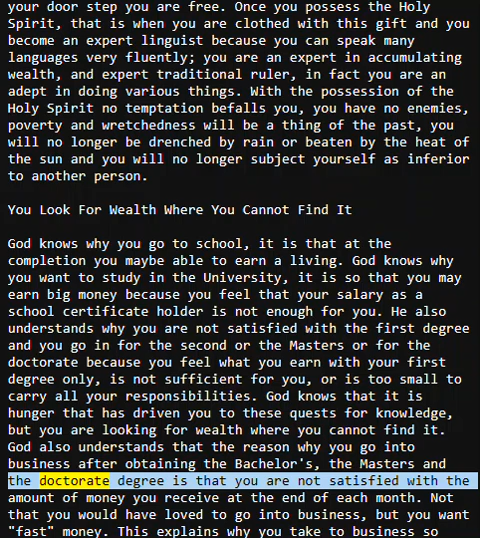 your door step you are free. Once you possess the Holy
Spirit, that is when you are clothed with this gift and you
become an expert linguist because you can speak many
languages very fluently; you are an expert in accumulating
wealth, and expert traditional ruler, in fact you are an
adept in doing various things. With the possession of the
Holy Spirit no temptation befalls you, you have no enemies,
poverty and wretchedness will be a thing of the past, you
will no longer be drenched by rain or beaten by the heat of
the sun and you will no longer subject yourself as inferior
to another person.
You Look For Wealth Where You Cannot Find It
God knows why you go to school, it is that at the
completion you maybe able to earn a living. God knows why
you want to study in the University, it is so that you may
earn big money because you feel that your salary as a
school certificate holder is not enough for you. He also
understands why you are not satisfied with the first degree
and you go in for the second or the Masters or for the
doctorate because you feel what you earn with your first
degree only, is not sufficient for you, or is too small to
carry all your responsibilities. God knows that it is
hunger that has driven you to these quests for knowledge,
but you are looking for wealth where you cannot find it.
God also understands that the reason why you go into
business after obtaining the Bachelor's, the Masters and
the doctorate degree is that you are not satisfied with the
amount of money you receive at the end of each month. Not
that you would have loved to go into business, but you want
"fast" money. This explains why you take to business so